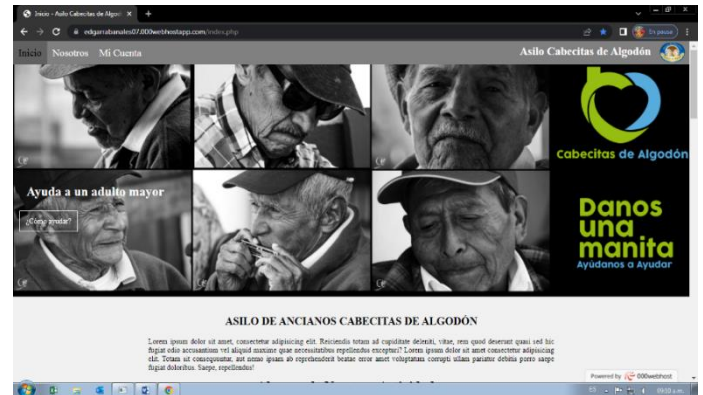 Inicio - Asilo Cabecitas de Algod
edgarrabanales07.000webhostapp.com/index.php
En pausa
Inicio Nosotros Mi Cuenta
Asilo Cabecitas de Algodón
Cabecitas de Algodón
Ayuda a un adulto mayor
¿Cómo ayudar?
Danos
una
manita
Ayúdanos a Ayudar
ASILO DE ANCIANOS CABECITAS DE ALGODÓN
Lorem ipsum dolor sit amet, consectetur adipisicing elit. Reiciendis totam ad cupiditate deleniti, vitae, rem quod deserunt quasi sed hic
fugiat odio accusantium vel aliquid maxime quae necessitatibus repellendus excepturi? Lorem ipsum dolor sit amet consectetur adipisicing
elit. Totam sit consequuntur, aut nemo ipsam ab reprehenderit beatae error amet voluptatum corrupti ullam pariatur debitis porro saepe
fugiat doloribus. Saepe, repellendus!
Powered by 000webhost
ES